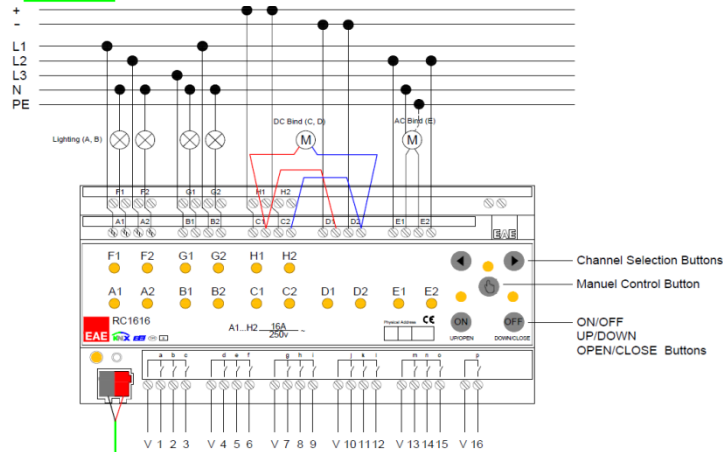 +
-
L1
L2
L3
N
PE
Lighting (A, B)
DC Bind (C, D)
AC Bind (E)
M
M
F1 F2 G1 G2 H1 H2
A1 A2 B1 B2 C1 C2 D1 D2 E1 E2
EAE
F1 F2 G1 G2 H1 H2
A1 A2 B1 B2 C1 C2 D1 D2 E1 E2
RC1616
EAE
KNX
A1...H2 16A ~
250v
Physical Address
CE
ON OFF
UP/OPEN DOWN/CLOSE
Channel Selection Buttons
Manuel Control Button
ON/OFF
UP/DOWN
OPEN/CLOSE Buttons
a b c d e f g h i j k l m n o p
V 1 2 3 V 4 5 6 V 7 8 9 V 10 11 12 V 13 14 15 V 16